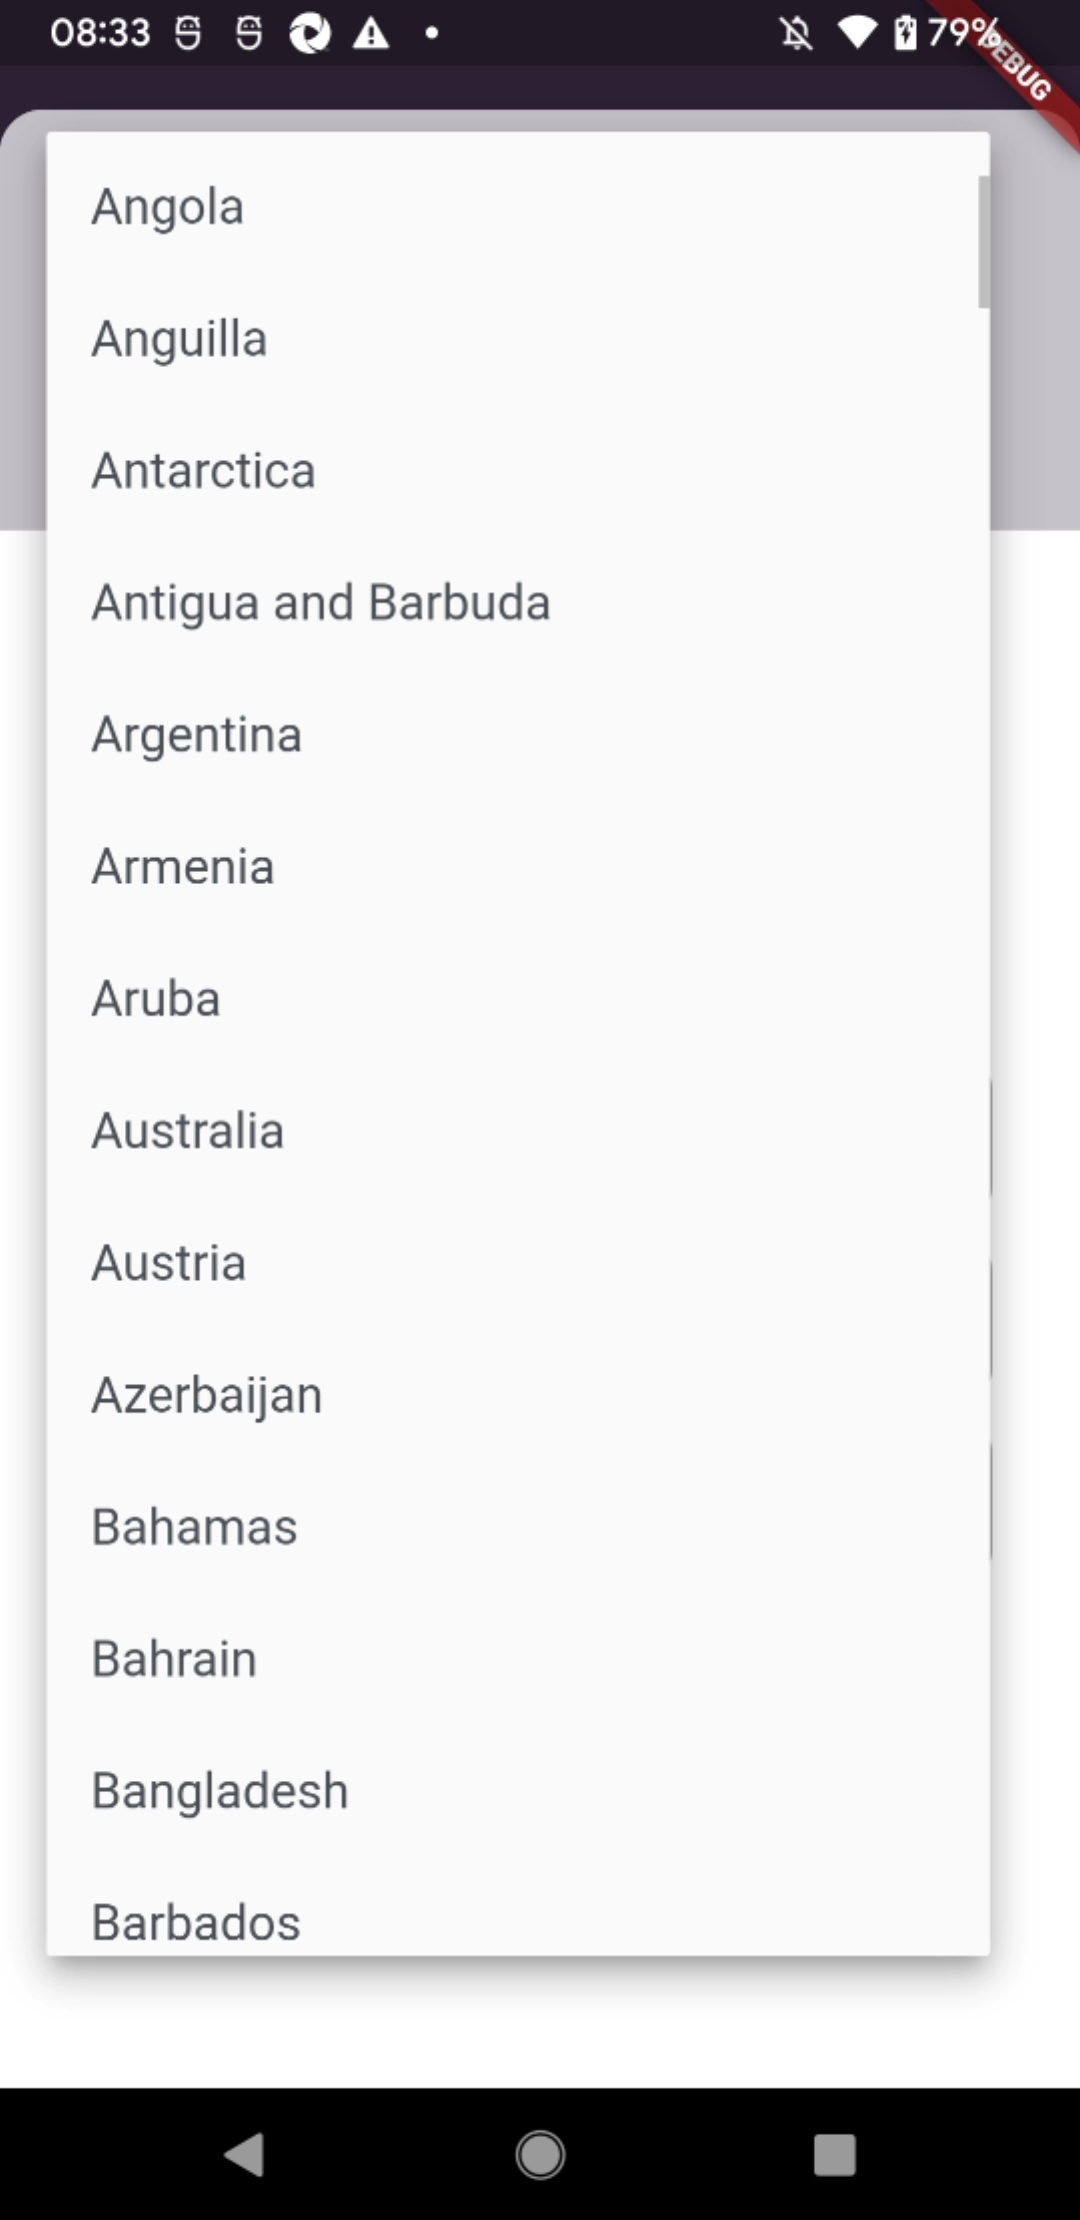 08:33
79%
DEBUG
Angola
Anguilla
Antarctica
Antigua and Barbuda
Argentina
Armenia
Aruba
Australia
Austria
Azerbaijan
Bahamas
Bahrain
Bangladesh
Barbados